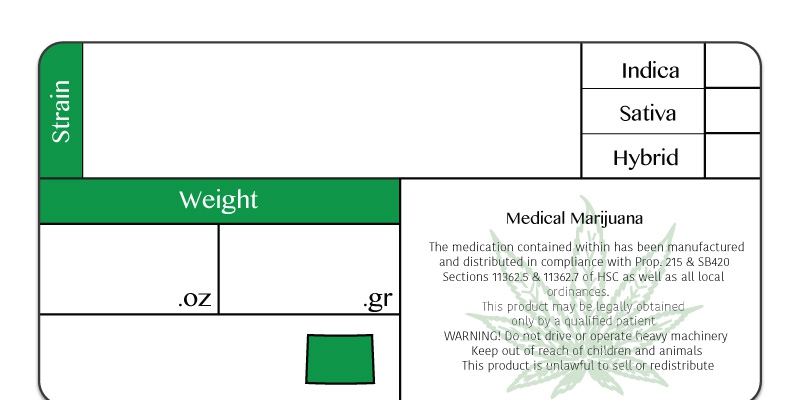 Strain
Indica
Sativa
Hybrid
Weight
.oz
.gr
Medical Marijuana
The medication contained within has been manufactured
and distributed in compliance with Prop. 215 & SB420
Sections 11362.5 & 11362.7 of HSC as well as all local
ordinances.
This product may be legally obtained
only by a qualified patient.
WARNING! Do not drive or operate heavy machinery
Keep out of reach of children and animals
This product is unlawful to sell or redistribute